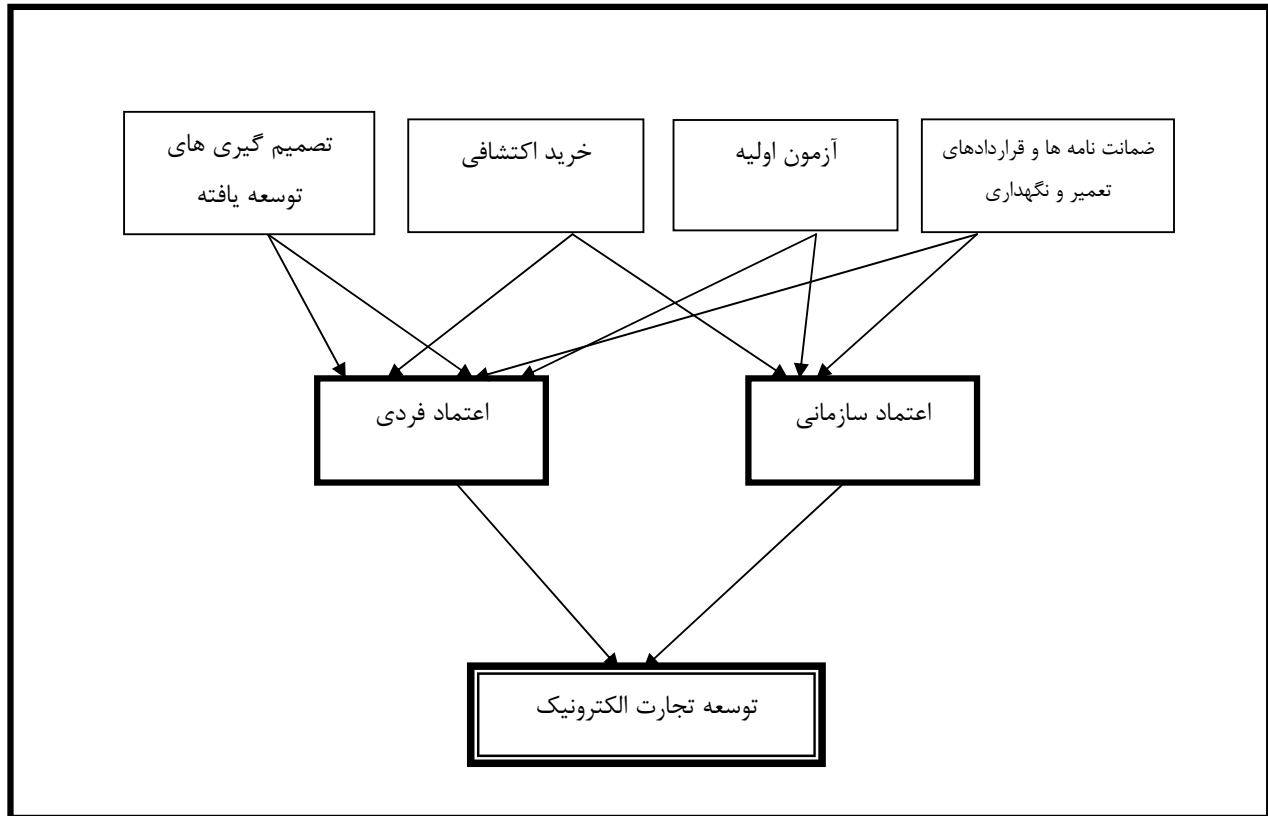 ضمانت نامه ها و قراردادهای
تعمیر و نگهداری
آزمون اولیه
خرید اکتشافی
تصمیم گیری های
توسعه یافته
اعتماد سازمانی
اعتماد فردی
توسعه تجارت الکترونیک